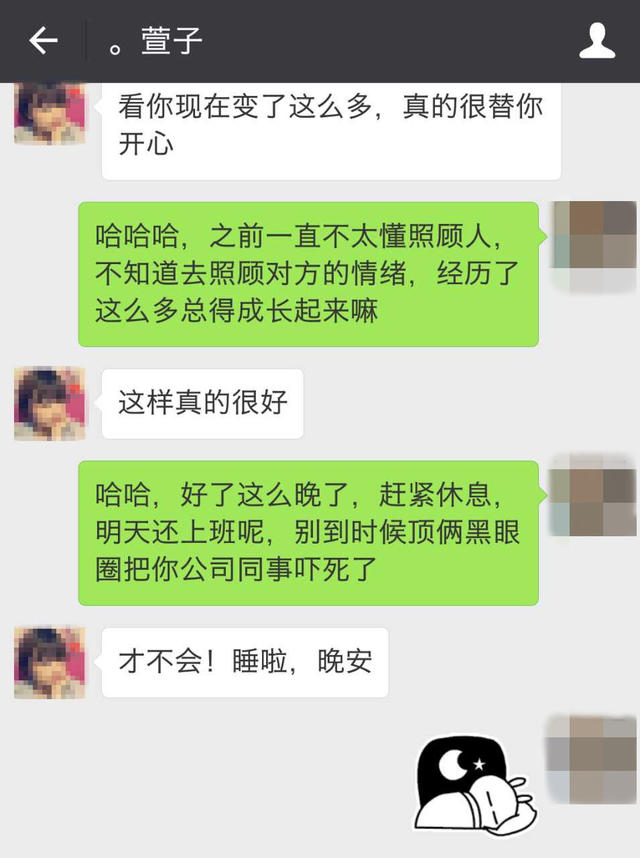 。萱子
看你现在变了这么多，真的很替你
开心
哈哈哈，之前一直不太懂照顾人，
不知道去照顾对方的情绪，经历了
这么多总得成长起来嘛
这样真的很好
哈哈，好了这么晚了，赶紧休息，
明天还上班呢，别到时候顶俩黑眼
圈把你公司同事吓死了
才不会！睡啦，晚安